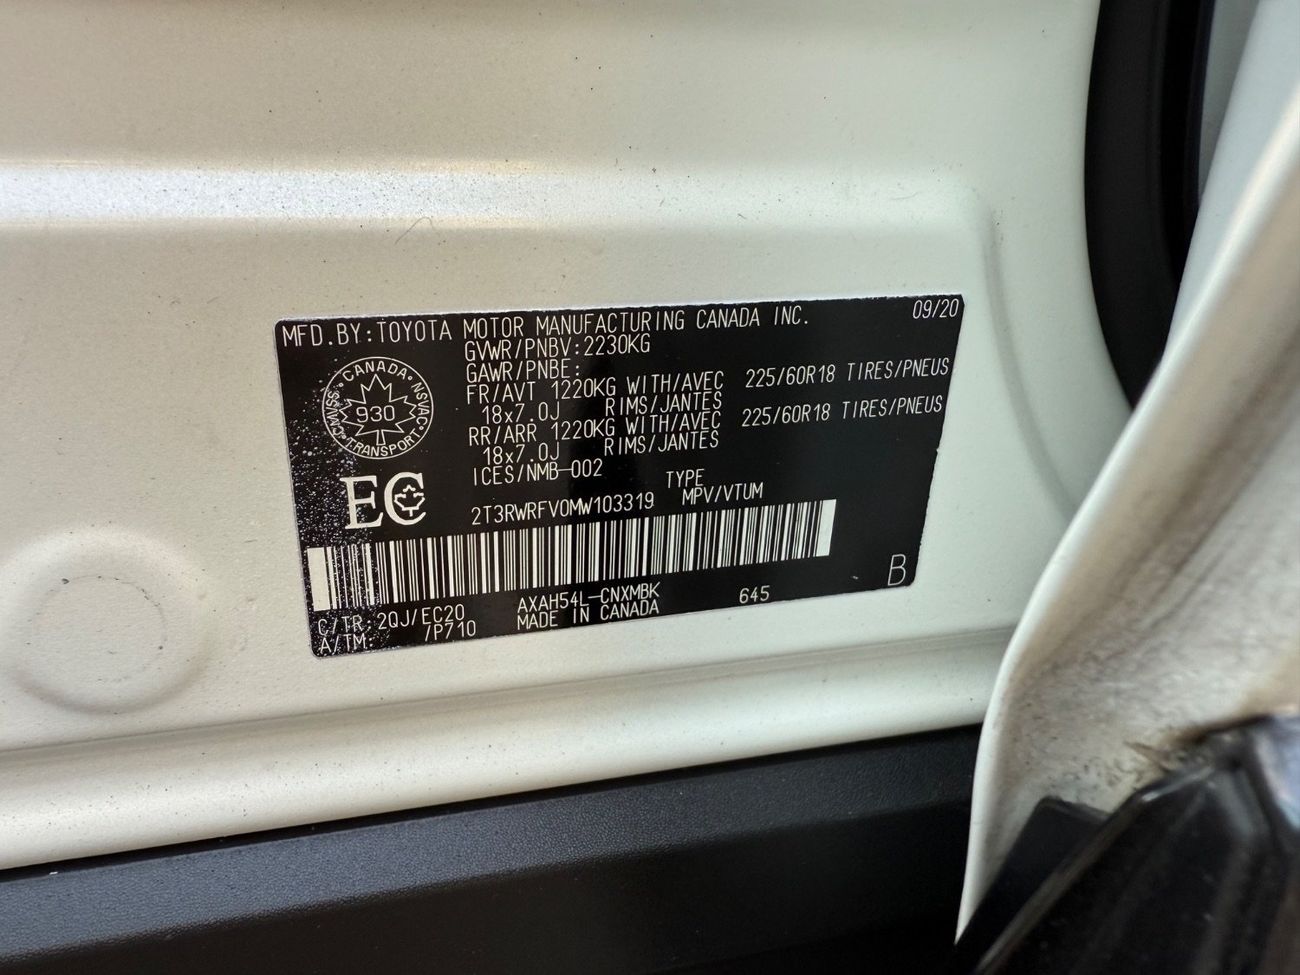 MFD.BY:TOYOTA MOTOR MANUFACTURING CANADA INC. 09/20
GVWR/PNBV:2230KG
GAWR/PNBE:
FR/AVT 1220KG WITH/AVEC 225/60R18 TIRES/PNEUS
18x7.0J RIMS/JANTES
RR/ARR 1220KG WITH/AVEC 225/60R18 TIRES/PNEUS
18x7.0J RIMS/JANTES
ICES/NMB-002
CANADA
CMVSS NSVAC
930
TRANSPORT
EC
TYPE
2T3RWRFV0MW103319 MPV/VTUM
C/TR: 2QJ/EC20 AXAH54L-CNXMBK 645 B
A/TM: /P710 MADE IN CANADA